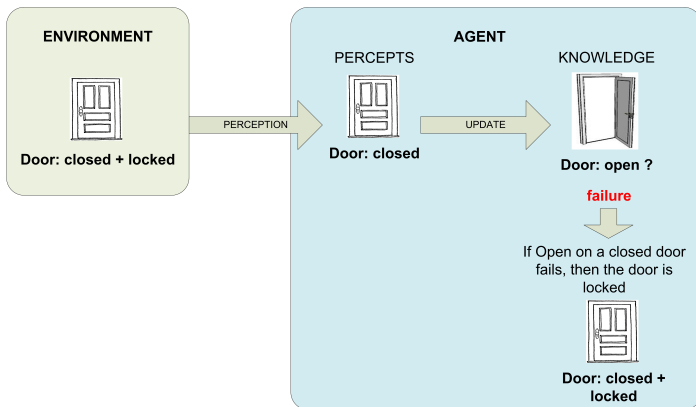 ENVIRONMENT
Door: closed + locked
PERCEPTION
AGENT
PERCEPTS
Door: closed
UPDATE
KNOWLEDGE
Door: open ?
failure
If Open on a closed door
fails, then the door is
locked
Door: closed +
locked